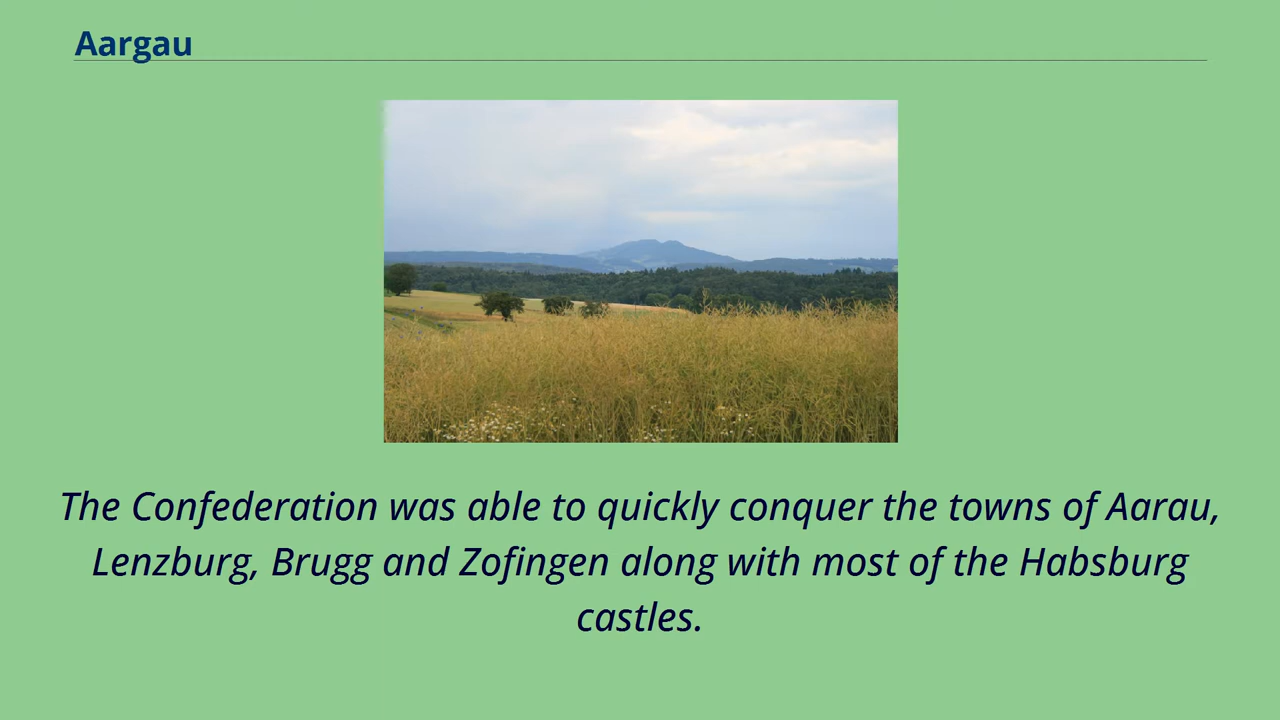 Aargau
The Confederation was able to quickly conquer the towns of Aarau,
Lenzburg, Brugg and Zofingen along with most of the Habsburg
castles.